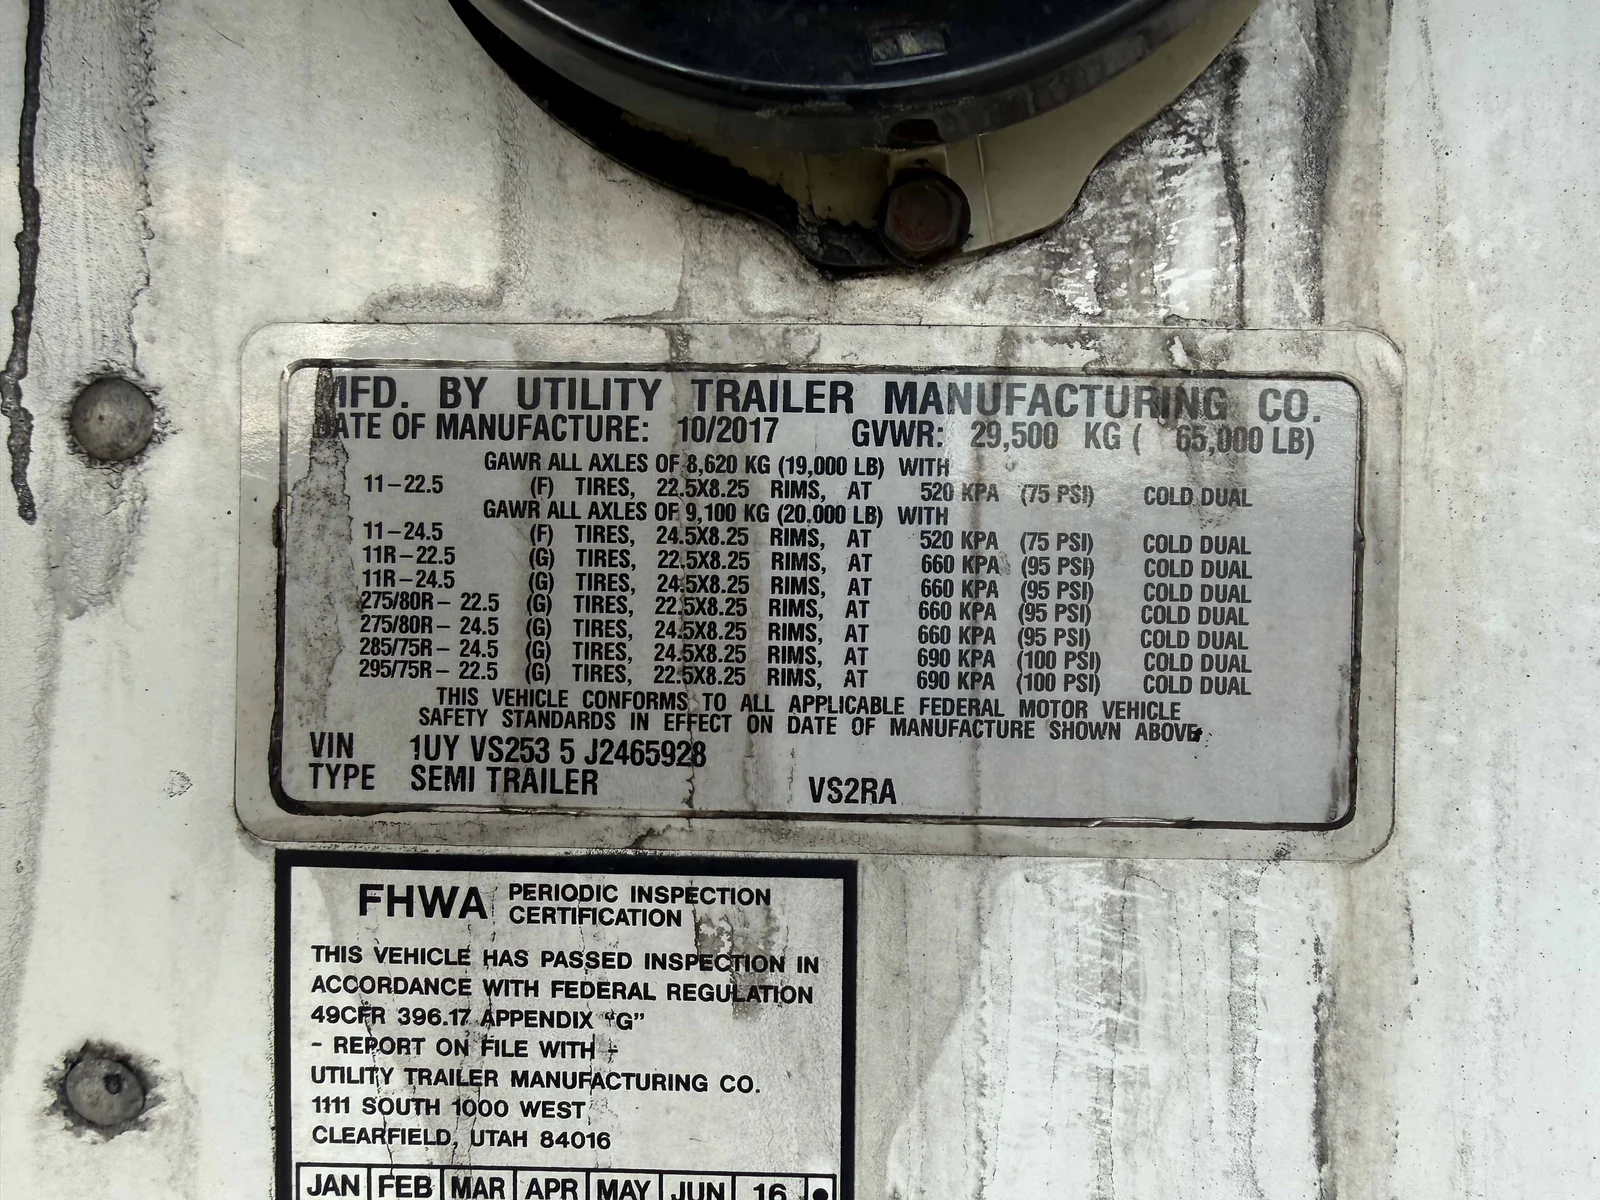 MFD. BY UTILITY TRAILER MANUFACTURING CO.
DATE OF MANUFACTURE: 10/2017 GVWR: 29,500 KG ( 65,000 LB)
GAWR ALL AXLES OF 8,620 KG (19,000 LB) WITH
11-22.5 (F) TIRES, 22.5X8.25 RIMS, AT 520 KPA (75 PSI) COLD DUAL
GAWR ALL AXLES OF 9,100 KG (20,000 LB) WITH
11-24.5 (F) TIRES, 24.5X8.25 RIMS, AT 520 KPA (75 PSI) COLD DUAL
11R-22.5 (G) TIRES, 22.5X8.25 RIMS, AT 660 KPA (95 PSI) COLD DUAL
11R-24.5 (G) TIRES, 24.5X8.25 RIMS, AT 660 KPA (95 PSI) COLD DUAL
275/80R- 22.5 (G) TIRES, 22.5X8.25 RIMS, AT 660 KPA (95 PSI) COLD DUAL
275/80R- 24.5 (G) TIRES, 24.5X8.25 RIMS, AT 660 KPA (95 PSI) COLD DUAL
285/75R- 24.5 (G) TIRES, 24.5X8.25 RIMS, AT 690 KPA (100 PSI) COLD DUAL
295/75R- 22.5 (G) TIRES, 22.5X8.25 RIMS, AT 690 KPA (100 PSI) COLD DUAL
THIS VEHICLE CONFORMS TO ALL APPLICABLE FEDERAL MOTOR VEHICLE
SAFETY STANDARDS IN EFFECT ON DATE OF MANUFACTURE SHOWN ABOVE.
VIN 1UY VS253 5 J2465928
TYPE SEMI TRAILER VS2RA
FHWA PERIODIC INSPECTION
CERTIFICATION
THIS VEHICLE HAS PASSED INSPECTION IN
ACCORDANCE WITH FEDERAL REGULATION
49CFR 396.17 APPENDIX "G"
- REPORT ON FILE WITH -
UTILITY TRAILER MANUFACTURING CO.
1111 SOUTH 1000 WEST
CLEARFIELD, UTAH 84016
JAN FEB MAR APR MAY JUN 16